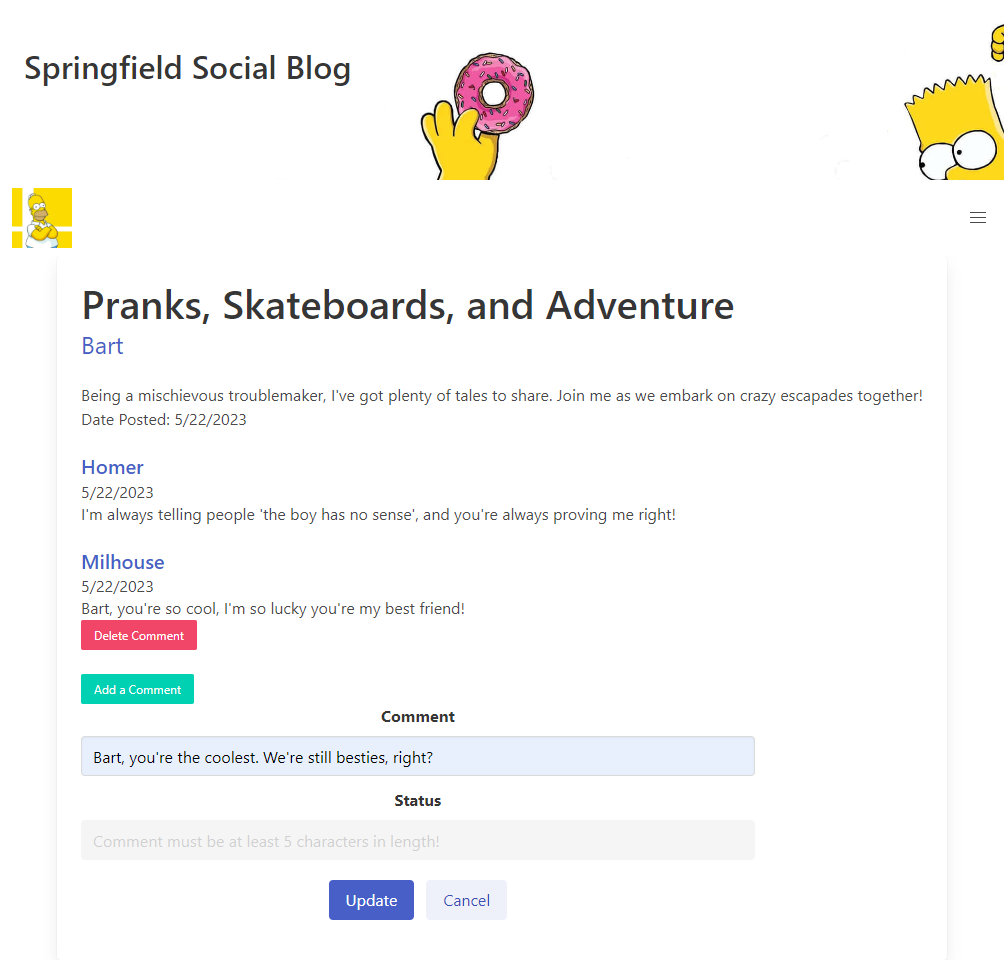 Springfield Social Blog
Pranks, Skateboards, and Adventure
Bart
Being a mischievous troublemaker, I've got plenty of tales to share. Join me as we embark on crazy escapades together!
Date Posted: 5/22/2023
Homer
5/22/2023
I'm always telling people 'the boy has no sense', and you're always proving me right!
Milhouse
5/22/2023
Bart, you're so cool, I'm so lucky you're my best friend!
Delete Comment
Add a Comment
Comment
Bart, you're the coolest. We're still besties, right?
Status
Comment must be at least 5 characters in length!
Update Cancel